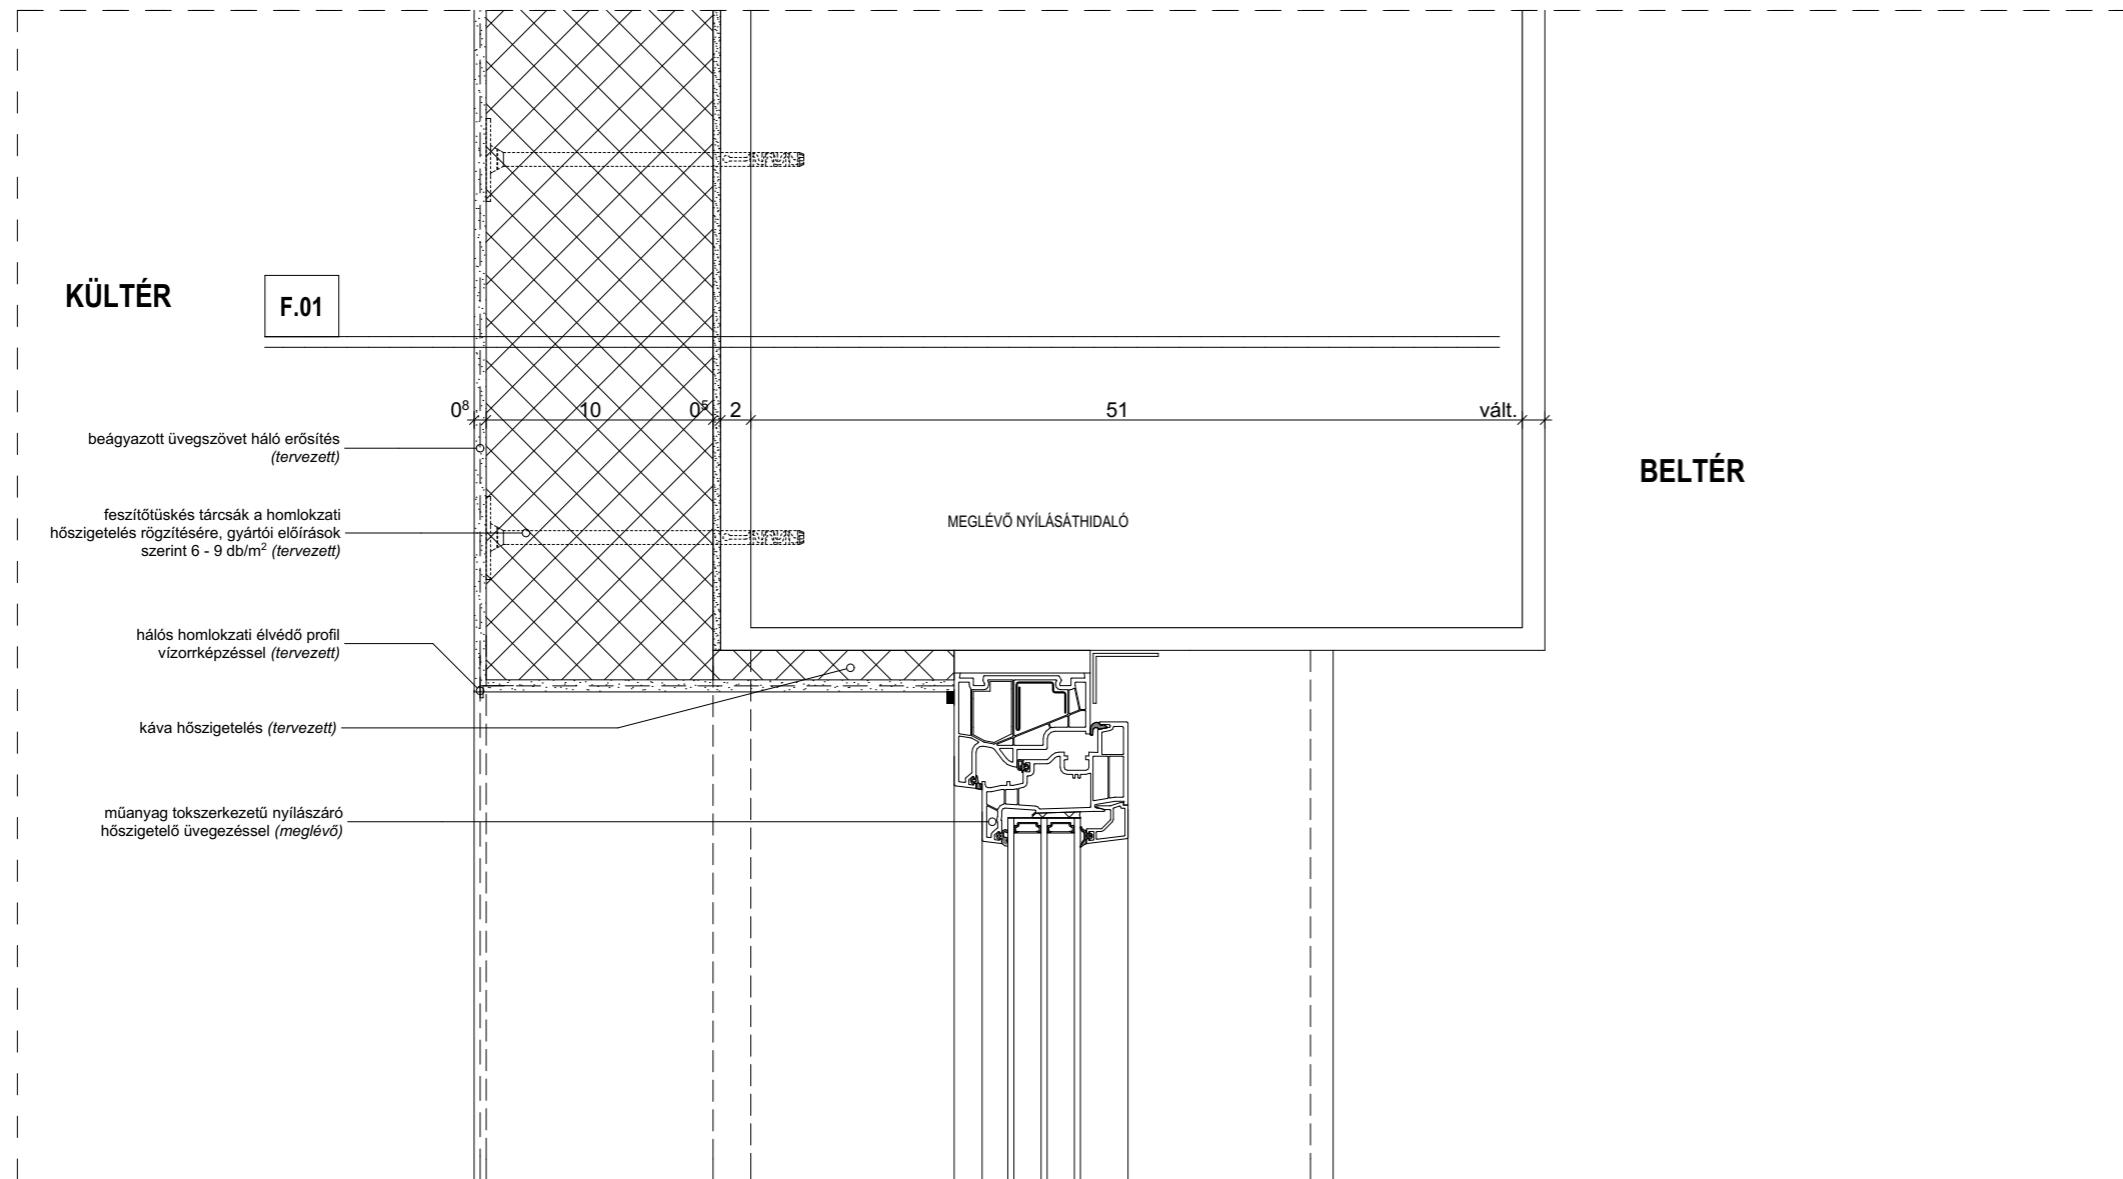 KÜLTÉR
F.01
0⁸ 10 0⁵ 2 51 vált.
beágyazott üvegszövet háló erősítés
(tervezett)
BELTÉR
feszítőtüskés tárcsák a homlokzati
hőszigetelés rögzítésére, gyártói előírások
szerint 6 - 9 db/m² (tervezett)
MEGLÉVŐ NYÍLÁSÁTHIDALÓ
hálós homlokzati élvédő profil
vízorrképzéssel (tervezett)
káva hőszigetelés (tervezett)
műanyag tokszerkezetű nyílászáró
hőszigetelő üvegezéssel (meglévő)